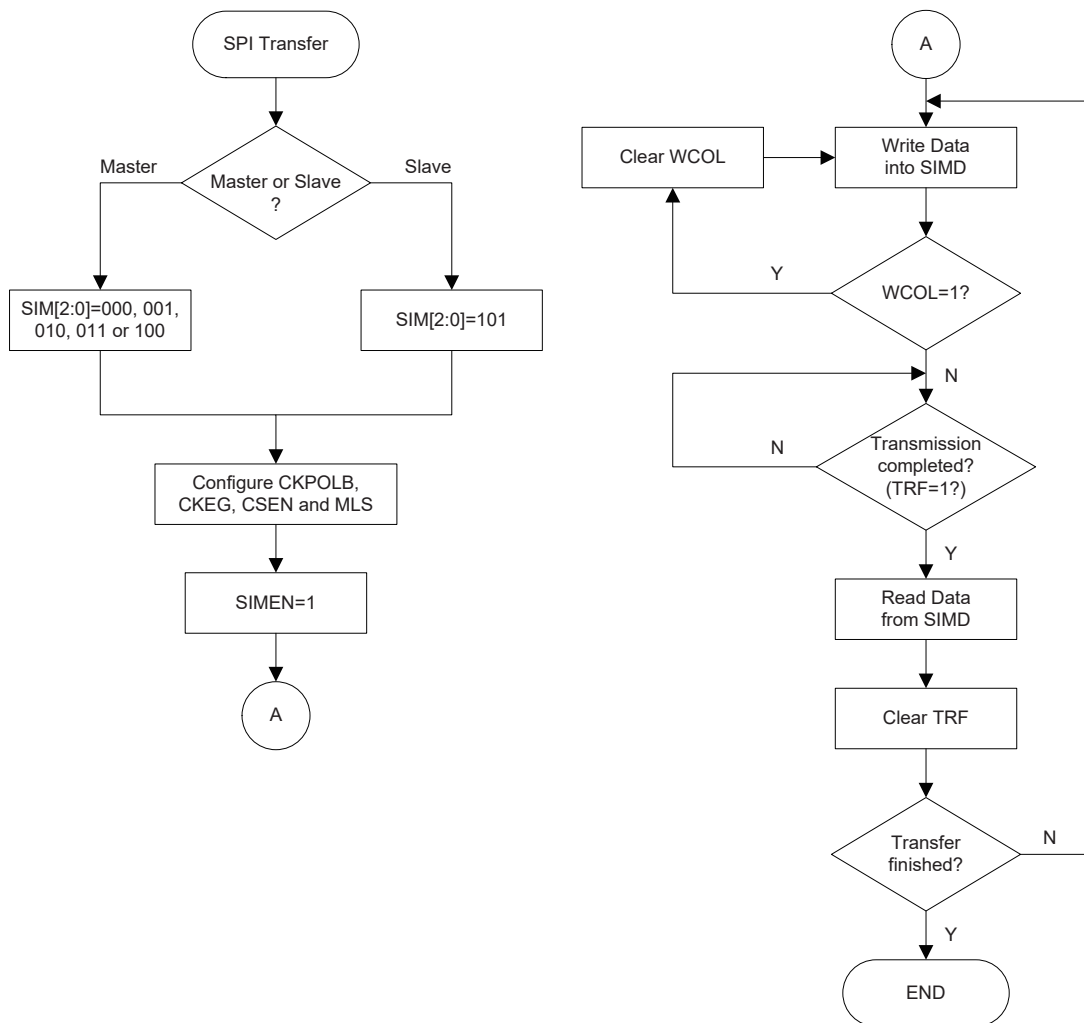 SPI Transfer
Master
Master or Slave
?
Slave
SIM[2:0]=000, 001,
010, 011 or 100
SIM[2:0]=101
Configure CKPOLB,
CKEG, CSEN and MLS
SIMEN=1
A
A
Clear WCOL
Write Data
into SIMD
Y
WCOL=1?
N
N
Transmission
completed?
(TRF=1?)
Y
Read Data
from SIMD
Clear TRF
Transfer
finished?
N
Y
END